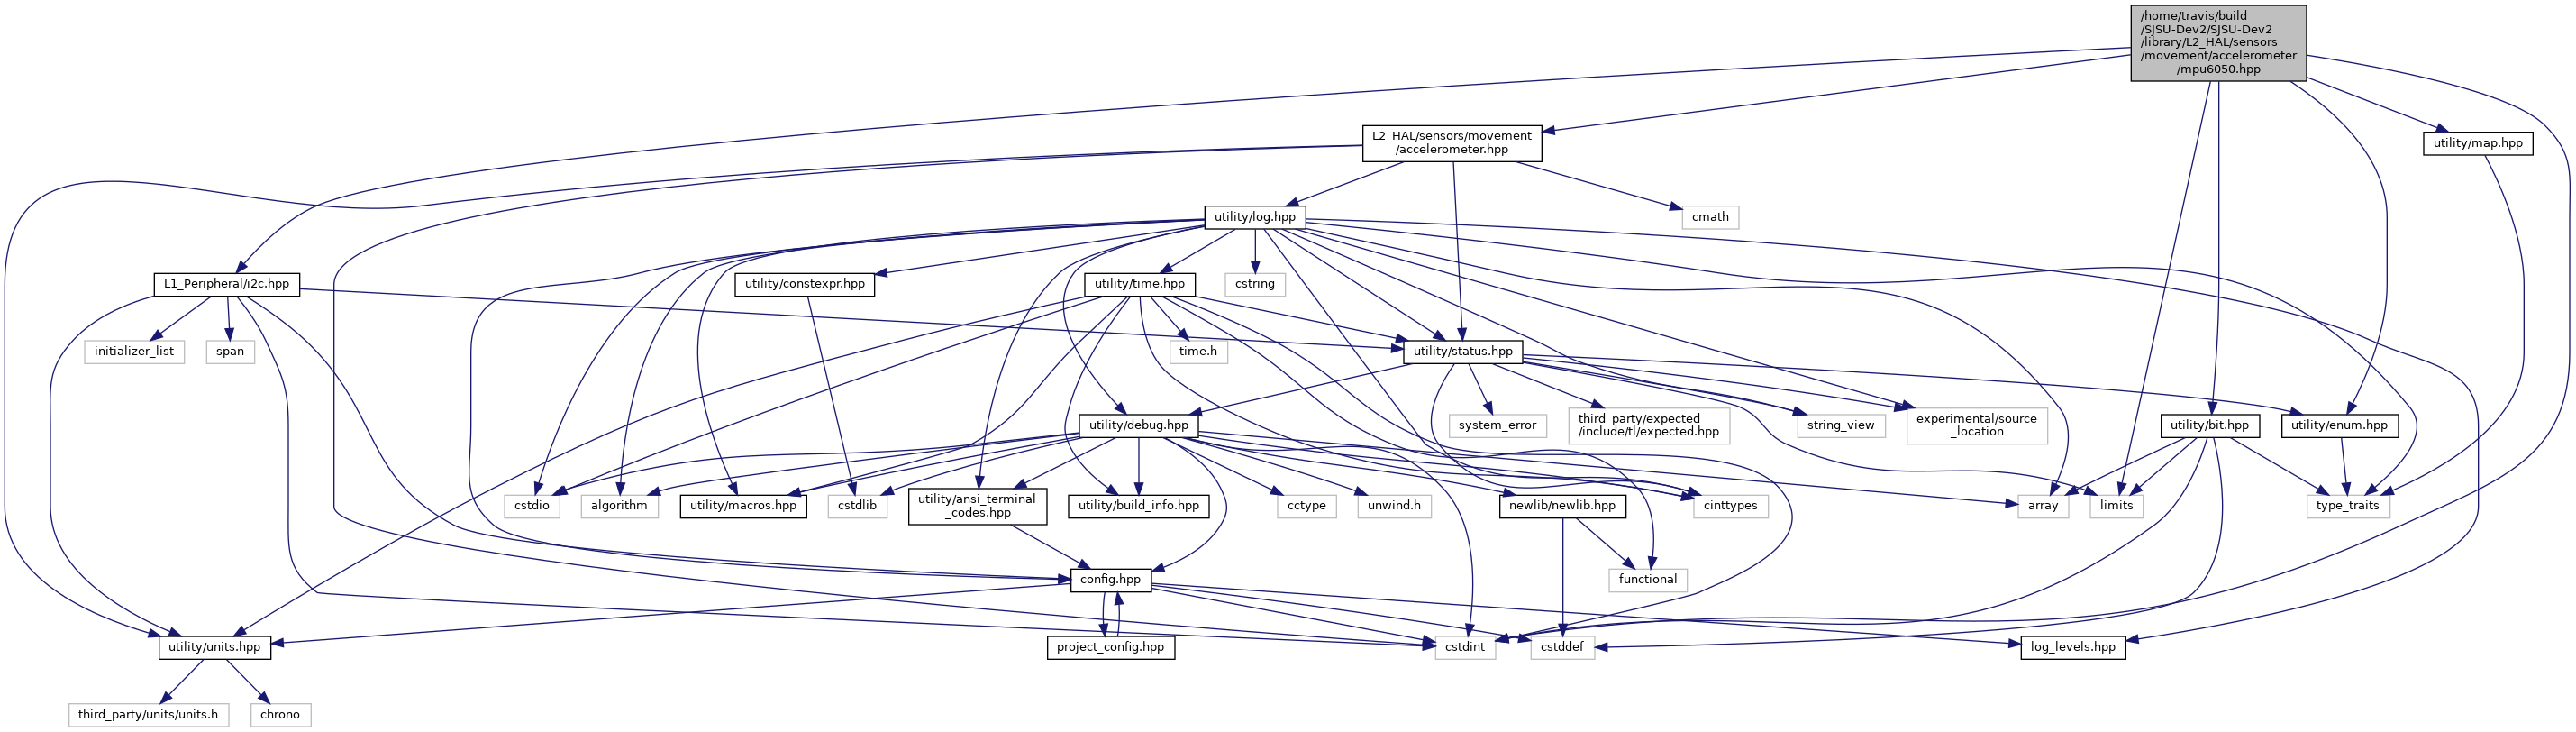 /home/travis/build
/SJSU-Dev2/SJSU-Dev2
/library/L2_HAL/sensors
/movement/accelerometer
/mpu6050.hpp
L2_HAL/sensors/movement
/accelerometer.hpp
utility/map.hpp
utility/log.hpp
cmath
L1_Peripheral/i2c.hpp
utility/constexpr.hpp
utility/time.hpp
cstring
initializer_list
span
time.h
utility/status.hpp
utility/debug.hpp
system_error
third_party/expected
/include/tl/expected.hpp
string_view
experimental/source
_location
utility/bit.hpp
utility/enum.hpp
cstdio
algorithm
utility/macros.hpp
cstdlib
utility/ansi_terminal
_codes.hpp
utility/build_info.hpp
cctype
unwind.h
newlib/newlib.hpp
cinttypes
array
limits
type_traits
config.hpp
functional
utility/units.hpp
project_config.hpp
cstdint
cstddef
log_levels.hpp
third_party/units/units.h
chrono